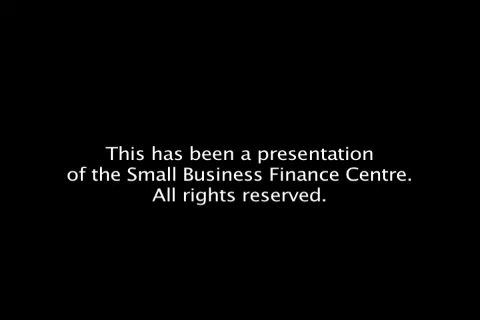 This has been a presentation
of the Small Business Finance Centre.
All rights reserved.